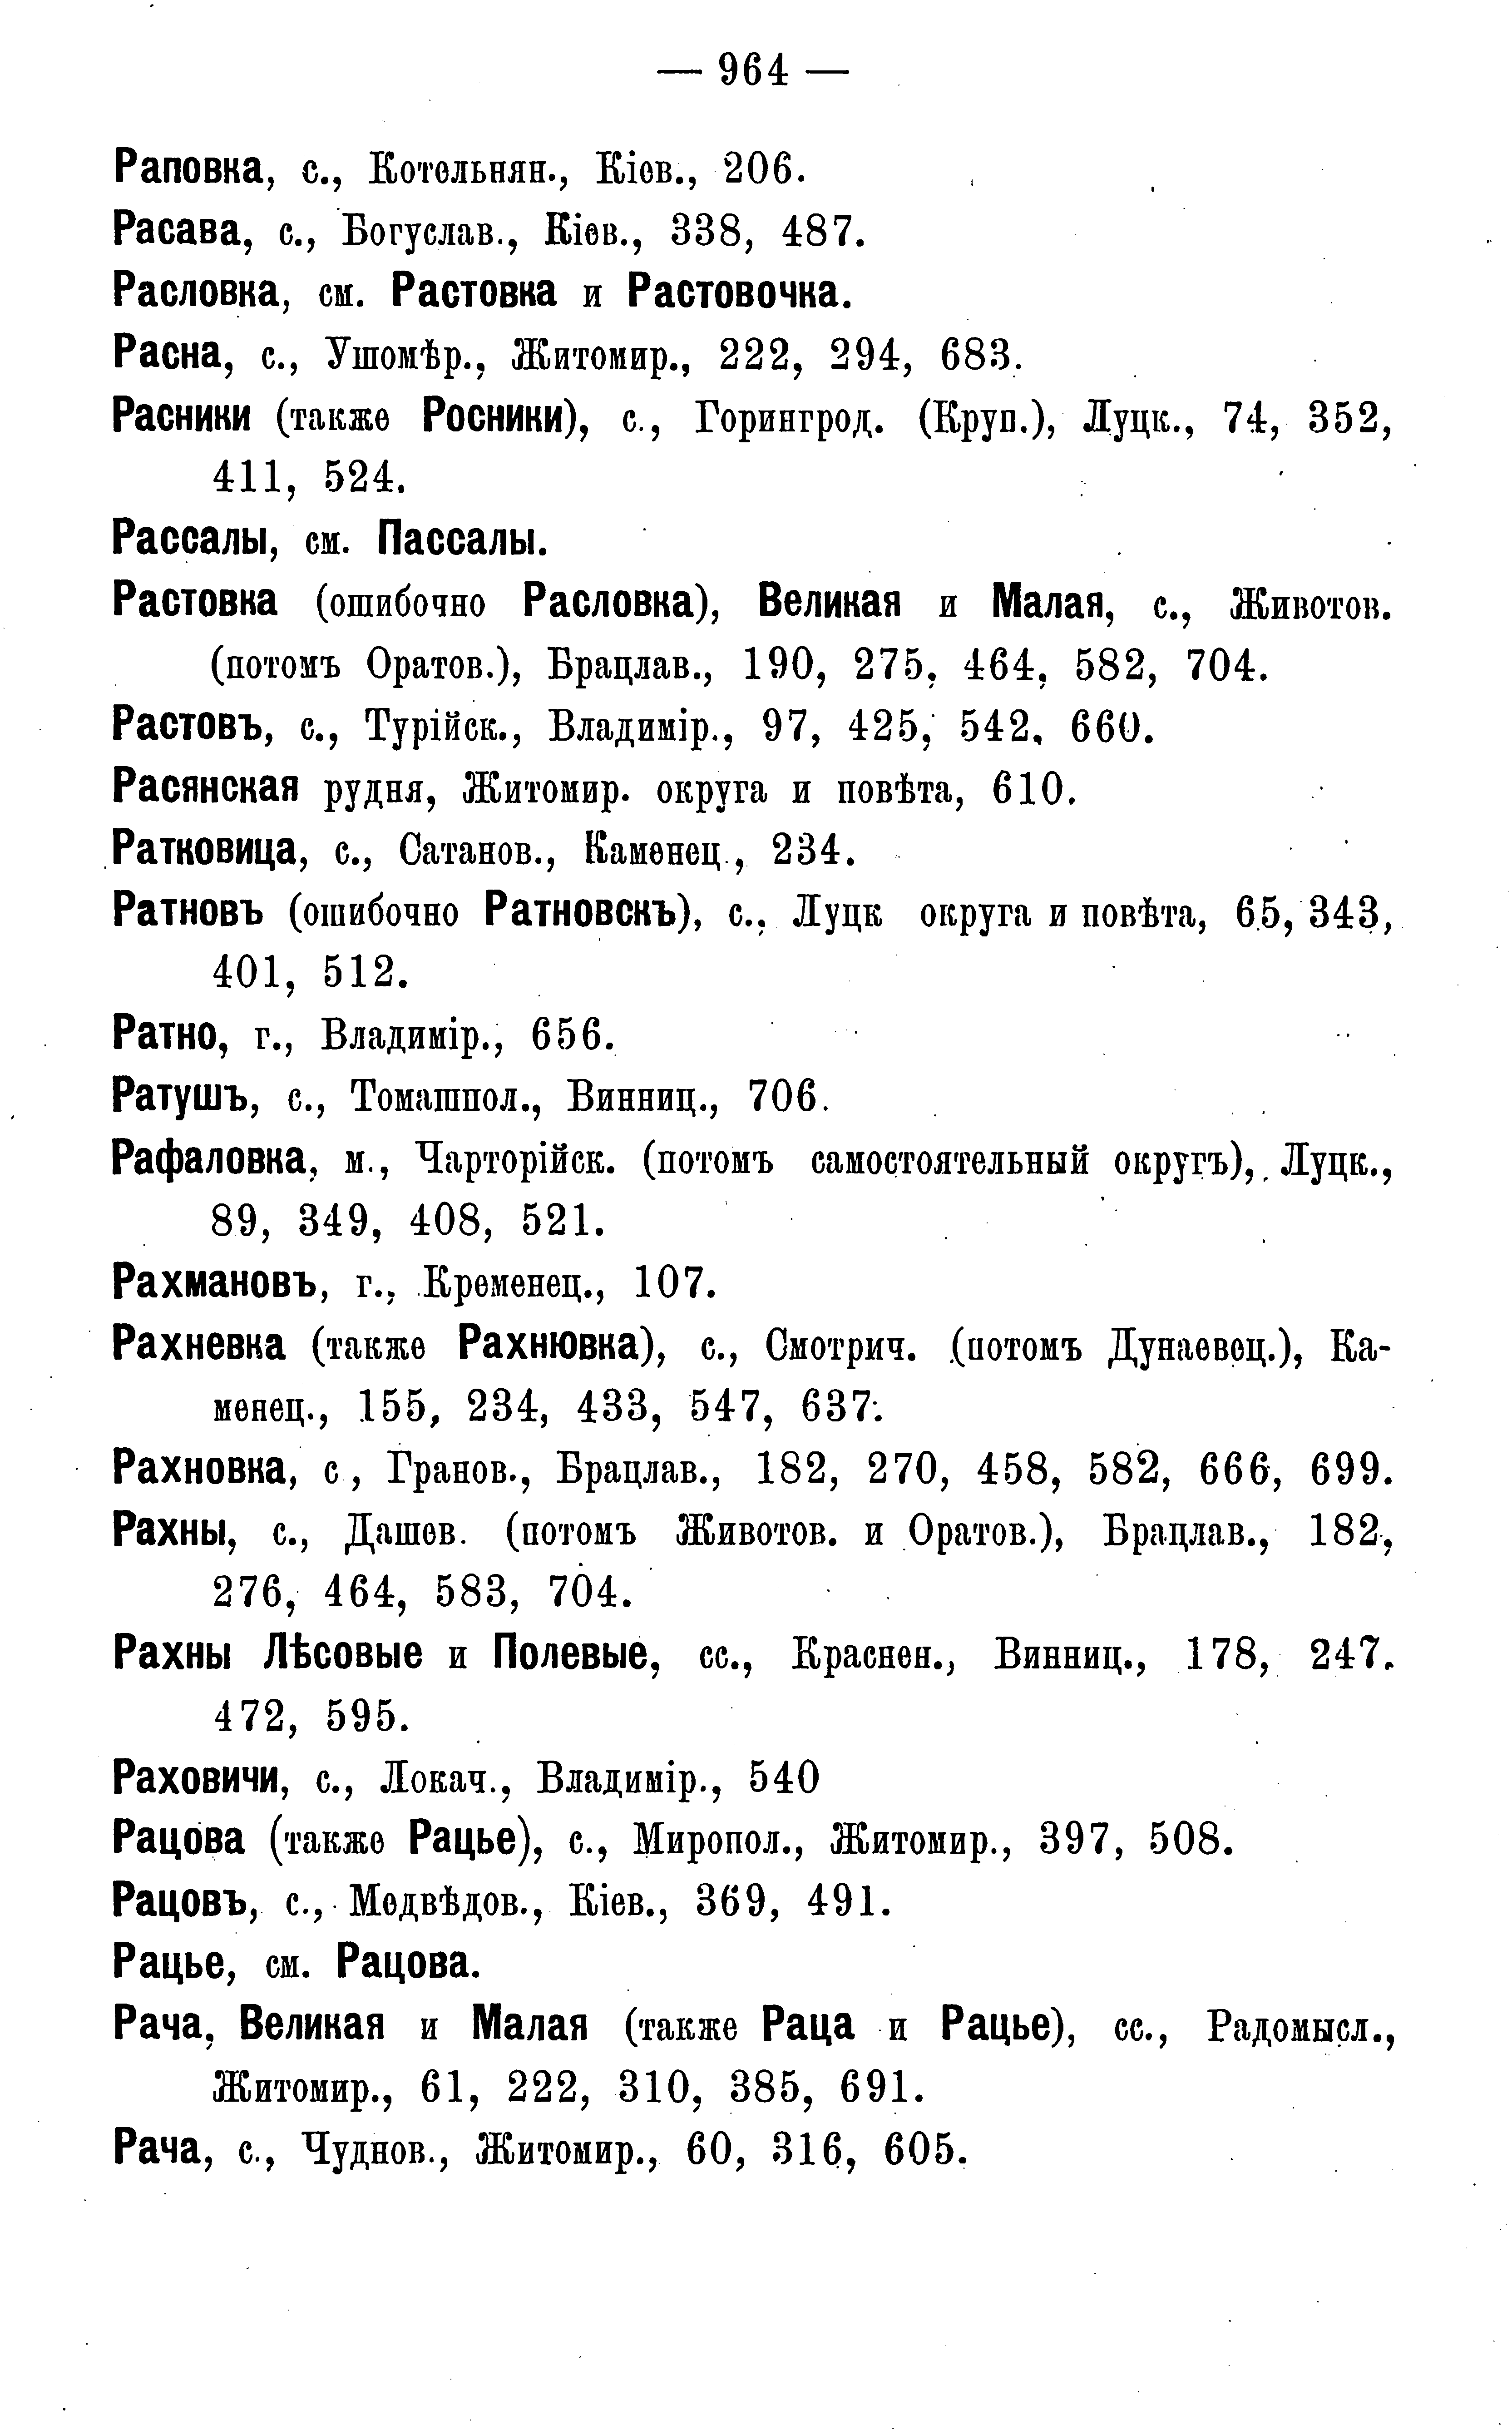 — 964 —
Раповка, с., Котельнян., Кіев., 206.
Расава, с., Богуслав., Кіев., 338, 487.
Расловка, см. Растовка и Растовочка.
Расна, с., Ушомѣр., Житомир., 222, 294, 683.
Расники (также Росники), с., Горинград. (Круп.), Луцк., 74, 352,
411, 524.
Рассалы, см. Пассалы.
Растовка (ошибочно Расловка), Великая и Малая, с., Животов.
(потомъ Оратов.), Брацлав., 190, 275, 464, 582, 704.
Растовъ, с., Турійск., Владимір., 97, 425, 542, 660.
Расянская рудня, Житомир. округа и повѣта, 610.
Ратковица, с., Сатанов., Каменец., 234.
Ратновъ (ошибочно Ратновскъ), с., Луцк округа и повѣта, 65, 343,
401, 512.
Ратно, г., Владимір., 656.
Ратушъ, с., Томашпол., Винниц., 706.
Рафаловка, м., Чарторійск. (потомъ самостоятельный округъ), Луцк.,
89, 349, 408, 521.
Рахмановъ, г., Кременец., 107.
Рахневка (также Рахнювка), с., Смотрич. (потомъ Дунаевец.), Ка-
менец., 155, 234, 433, 547, 637.
Рахновка, с, Гранов., Брацлав., 182, 270, 458, 582, 666, 699.
Рахны, с., Дашев. (потомъ Животов. и Оратов.), Брацлав., 182,
276, 464, 583, 704.
Рахны Лѣсовые и Полевые, сс., Краснен., Винниц., 178, 247.
472, 595.
Раховичи, с., Локач., Владимір., 540
Рацова (также Рацье), с., Миропол., Житомир., 397, 508.
Рацовъ, с., Медвѣдов., Кіев., 369, 491.
Рацье, см. Рацова.
Рача, Великая и Малая (также Раца и Рацье), сс., Радомысл.,
Житомир., 61, 222, 310, 385, 691.
Рача, с., Чуднов., Житомир., 60, 316, 605.